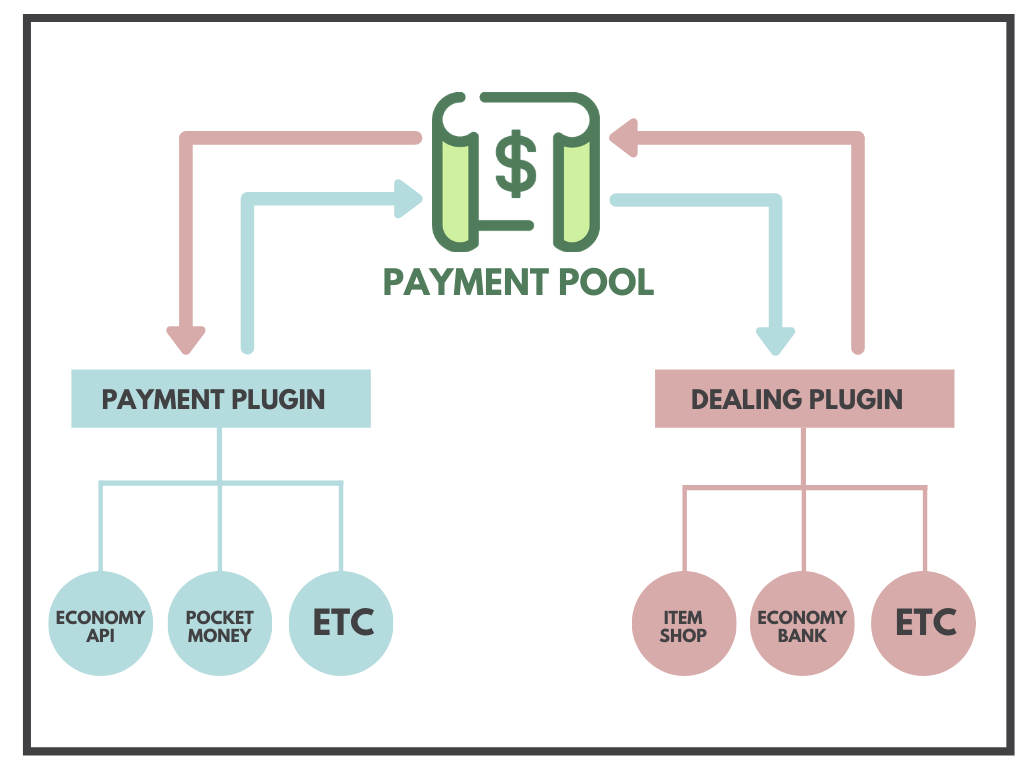 $
PAYMENT POOL
PAYMENT PLUGIN
DEALING PLUGIN
ECONOMY
API
POCKET
MONEY
ETC
ITEM
SHOP
ECONOMY
BANK
ETC